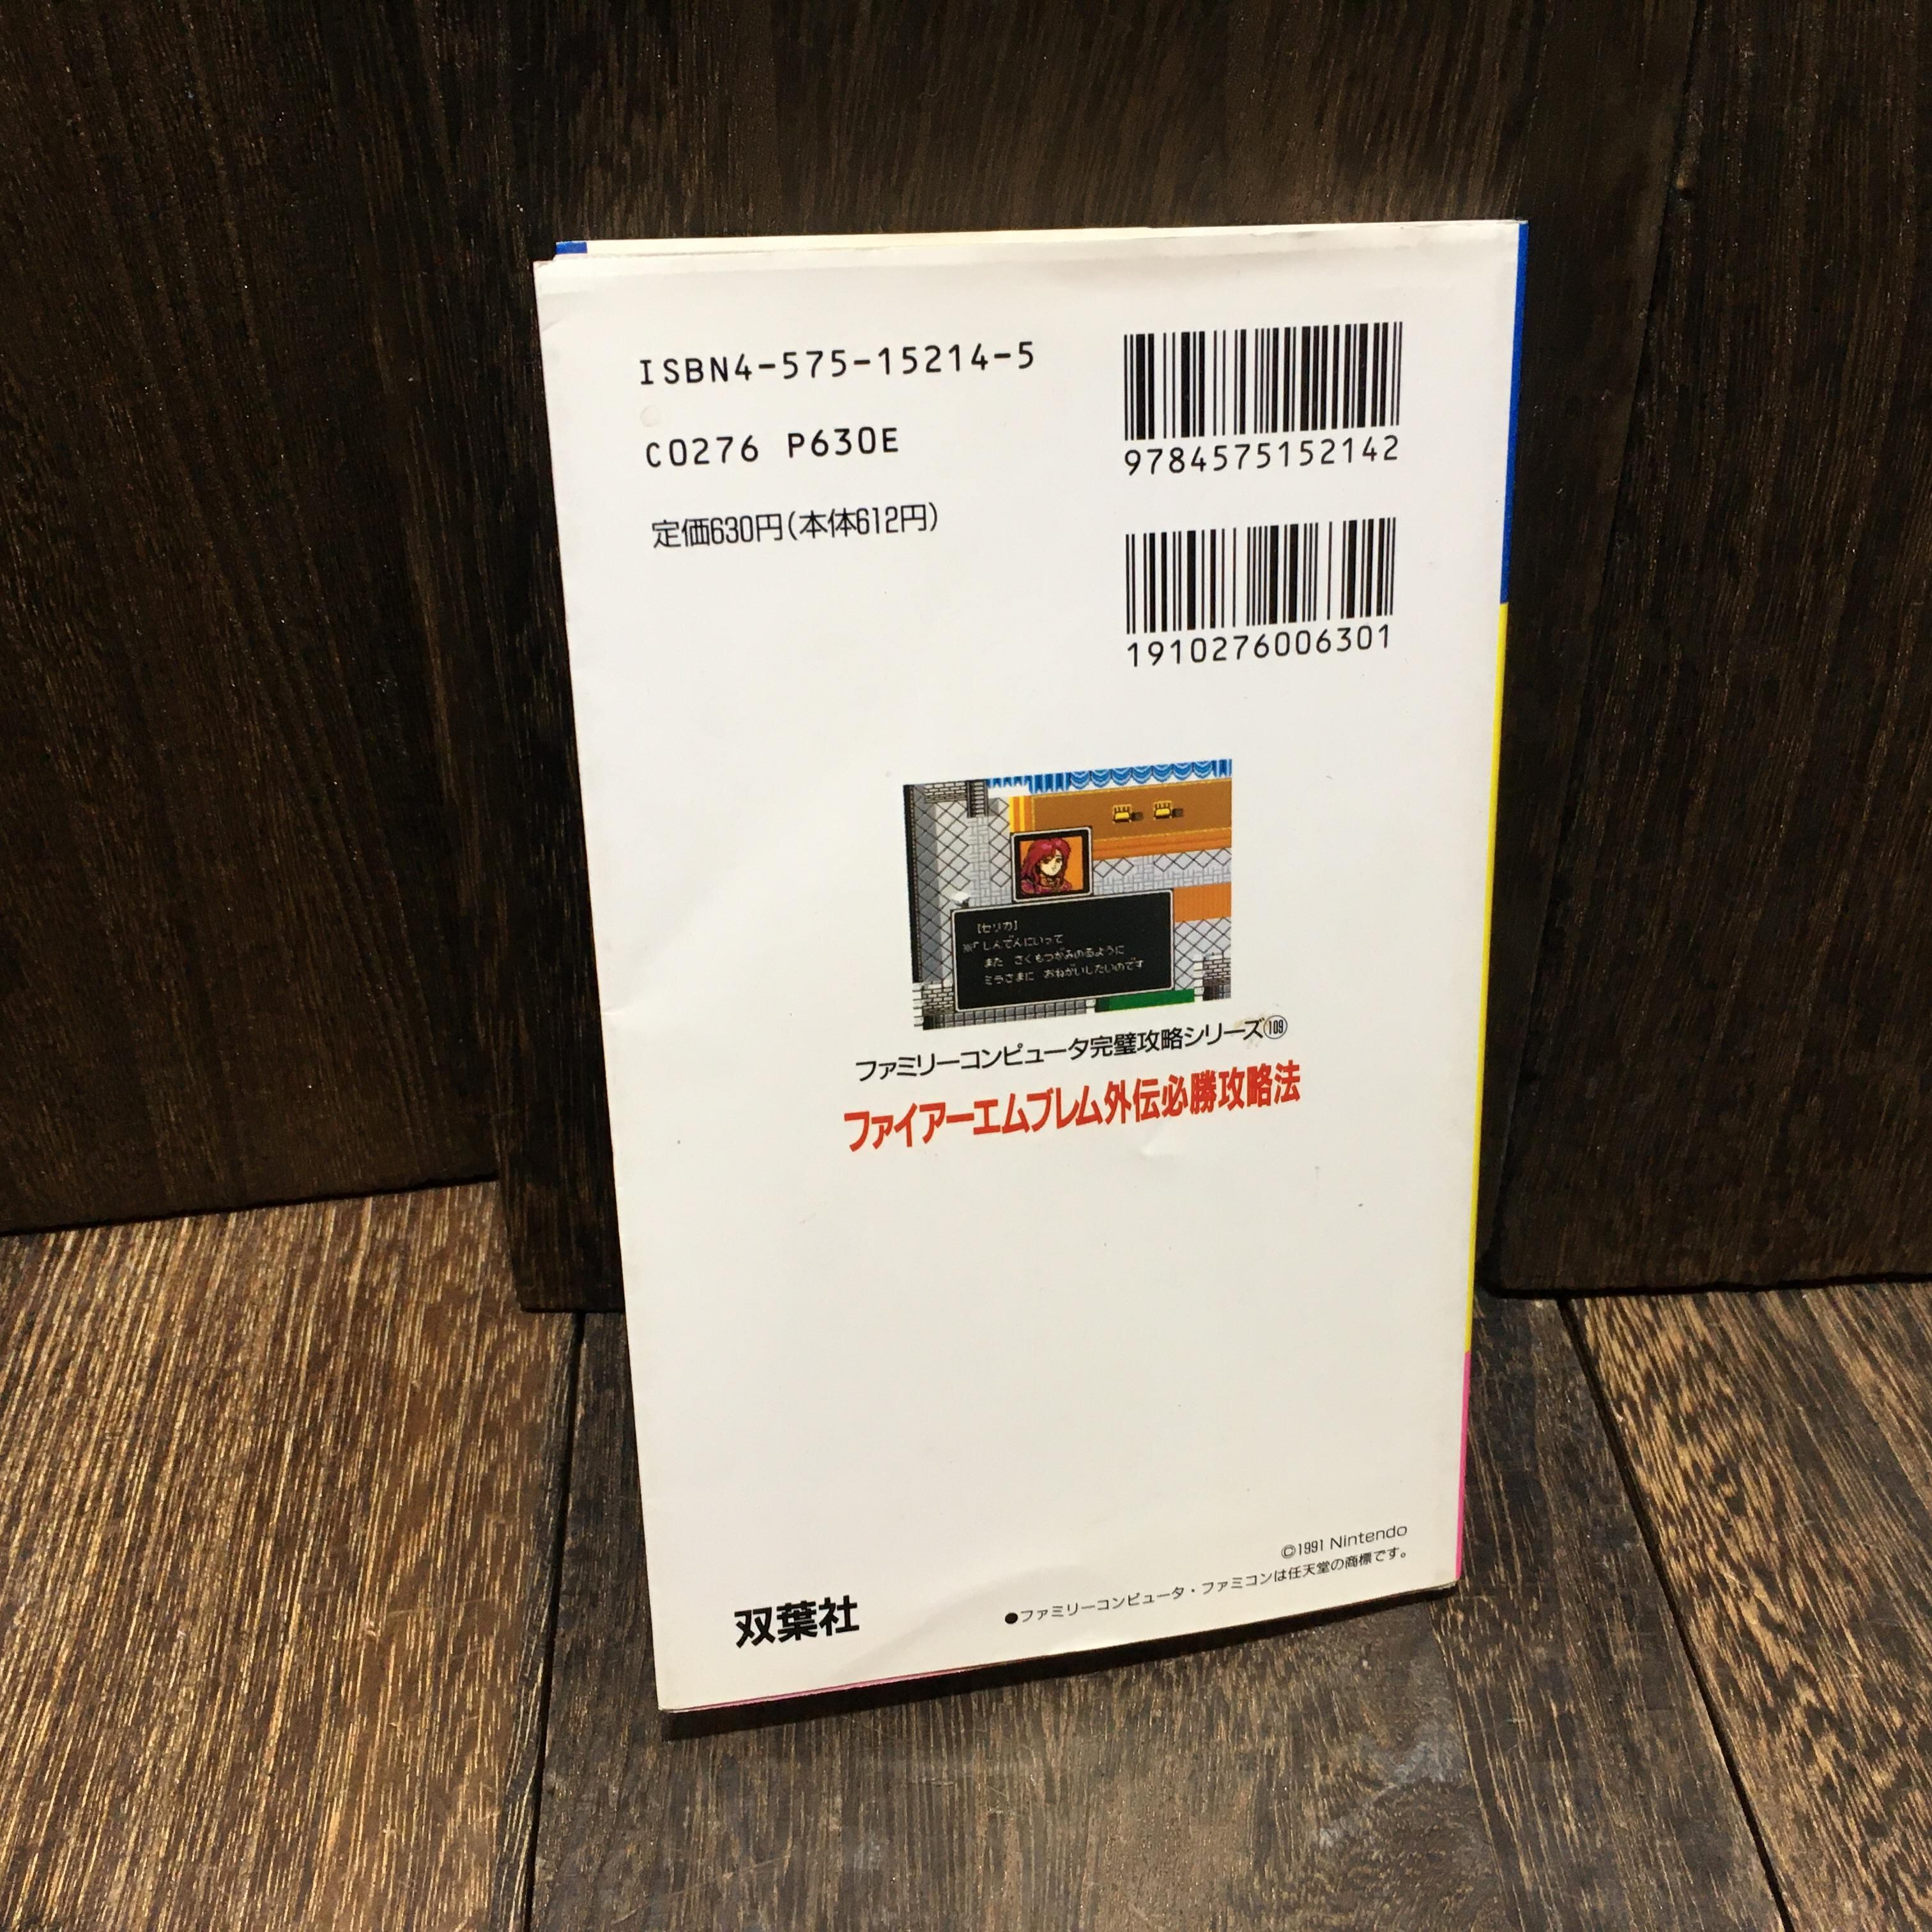 ISBN4-575-15214-5
C0276 P630E
定価630円(本体612円)
9784575152142
1910276006301
【セリカ】
※「しんでんにいって
また さくもつがみのるように
ミラさまに おねがいしたいのです
ファミリーコンピュータ完璧攻略シリーズ109
ファイアーエムブレム外伝必勝攻略法
©1991 Nintendo
●ファミリーコンピュータ・ファミコンは任天堂の商標です。
双葉社